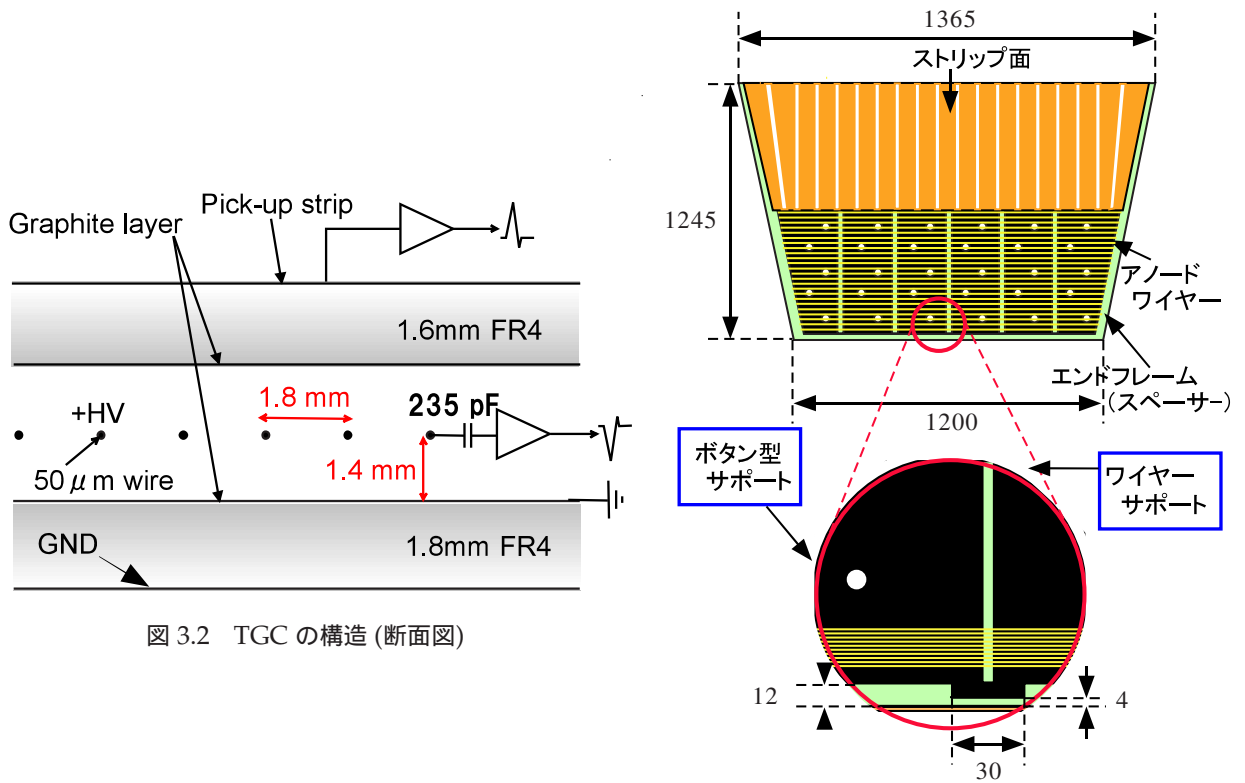 Pick-up strip
Graphite layer
1.6mm FR4
+HV
1.8 mm
235 pF
50 μm wire
1.4 mm
GND
1.8mm FR4
図 3.2 TGC の構造 (断面図)
1365
ストリップ面
1245
アノード
ワイヤー
エンドフレーム
(スペーサー)
1200
ボタン型
サポート
ワイヤー
サポート
12
4
30